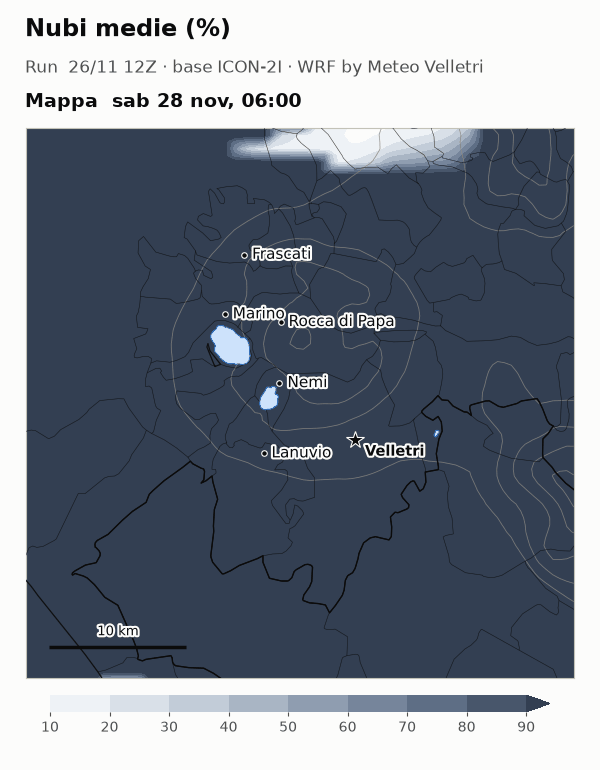 Nubi medie (%)
Run  26/11 12Z · base ICON-2I · WRF by Meteo Velletri
Mappa  sab 28 nov, 06:00
Frascati
Marino
Rocca di Papa
Nemi
Velletri
Lanuvio
10 km
10 20 30 40 50 60 70 80 90